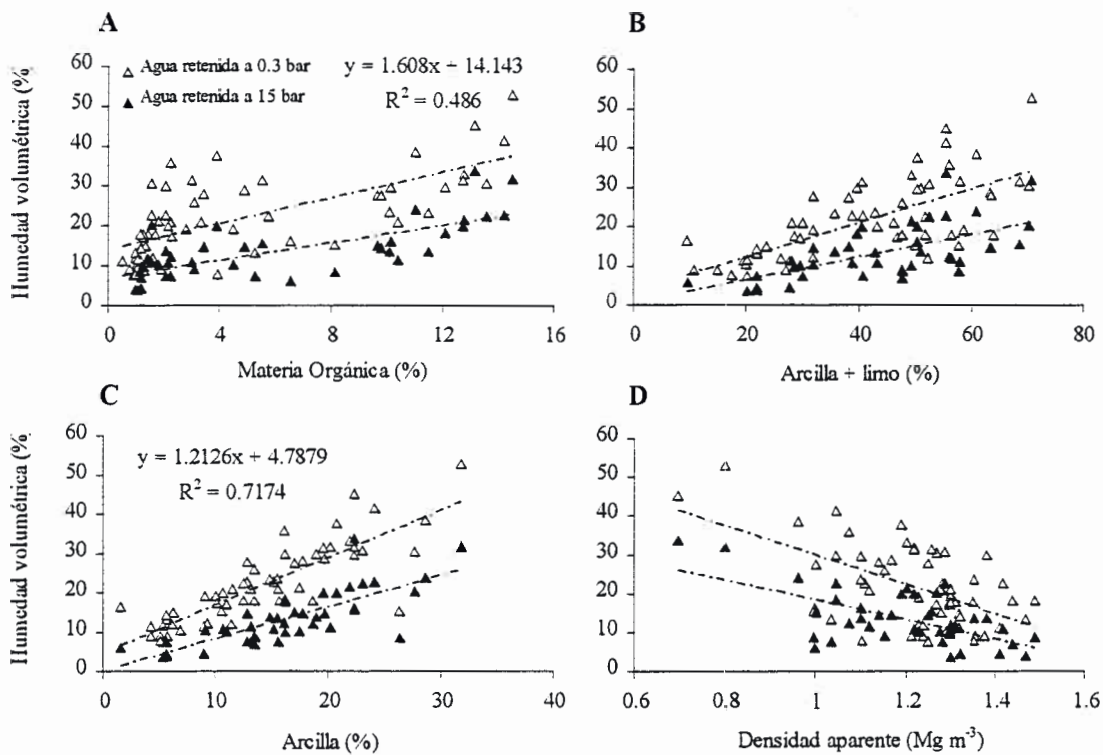 A
Humedad volumétrica (%
60
50
40
30
20
10
0
Agua retenida a 0.3 bar
Agua retenida a 15 bar
y = 1.608x + 14.143
R² = 0.486
0 4 8 12 16
Materia Orgánica (%)
B
60
50
40
30
20
10
0
0 20 40 60 80
Arcilla + limo (%)
C
Humedad volumétrica (%
60
50
40
30
20
10
0
y = 1.2126x + 4.7879
R² = 0.7174
0 10 20 30 40
Arcilla (%)
D
60
50
40
30
20
10
0
0.6 0.8 1 1.2 1.4 1.6
Densidad aparente (Mg m⁻³)